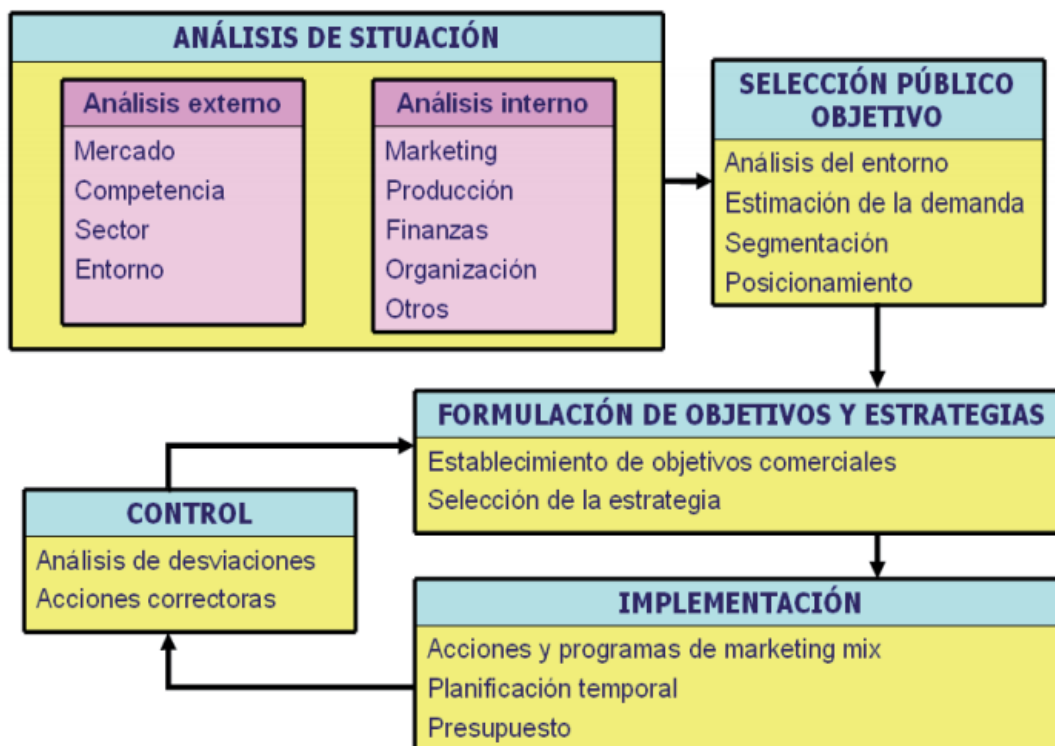 ANÁLISIS DE SITUACIÓN
Análisis externo
Mercado
Competencia
Sector
Entorno
Análisis interno
Marketing
Producción
Finanzas
Organización
Otros
SELECCIÓN PÚBLICO
OBJETIVO
Análisis del entorno
Estimación de la demanda
Segmentación
Posicionamiento
FORMULACIÓN DE OBJETIVOS Y ESTRATEGIAS
Establecimiento de objetivos comerciales
Selección de la estrategia
CONTROL
Análisis de desviaciones
Acciones correctoras
IMPLEMENTACIÓN
Acciones y programas de marketing mix
Planificación temporal
Presupuesto